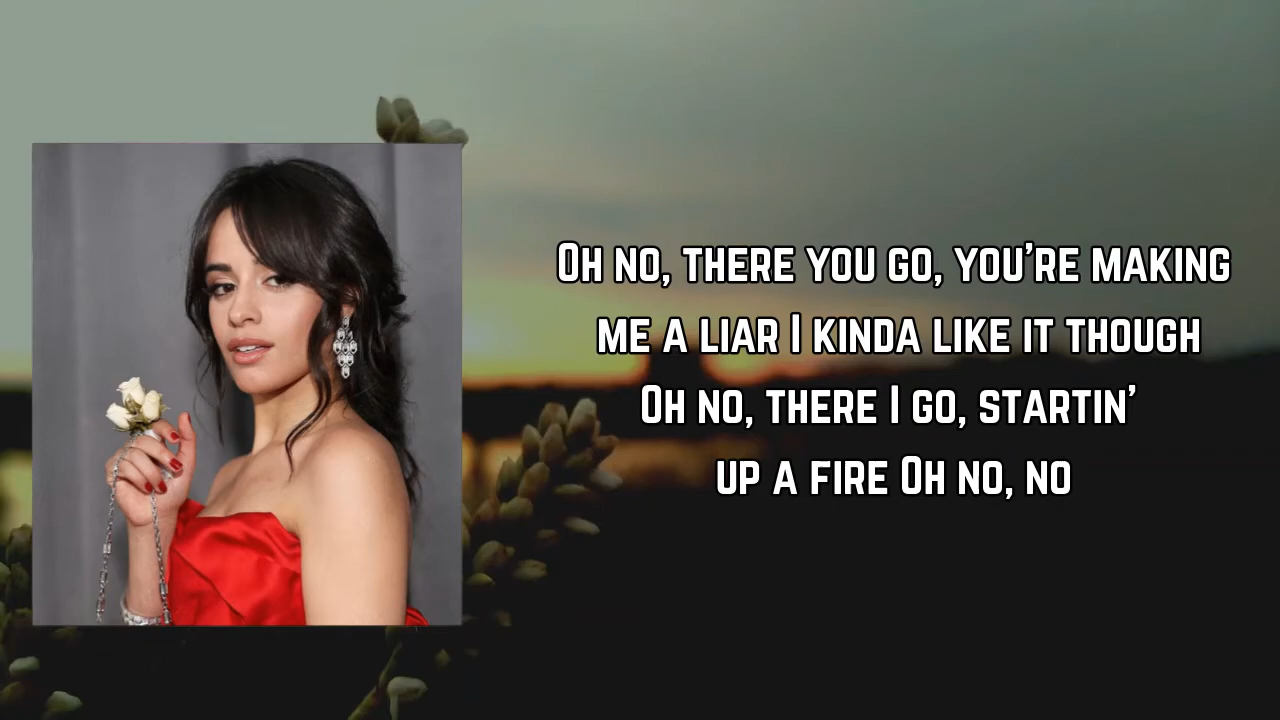 Oh no, there you go, you're making
me a liar I kinda like it though
Oh no, there I go, startin'
up a fire Oh no, no